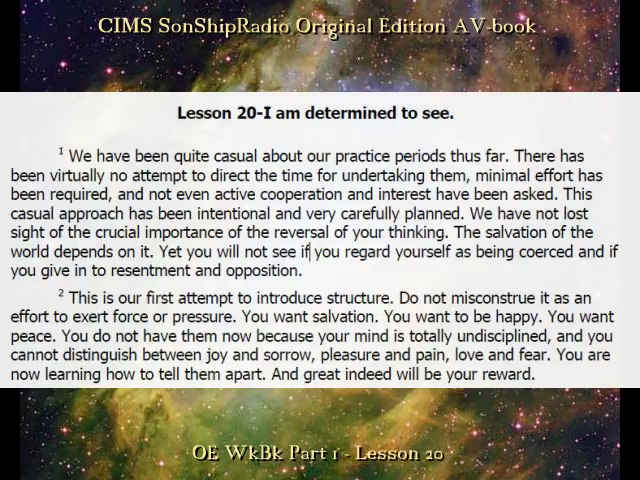 CIMS SonShipRadio Original Edition AV-book
Lesson 20-I am determined to see.
1 We have been quite casual about our practice periods thus far. There has
been virtually no attempt to direct the time for undertaking them, minimal effort has
been required, and not even active cooperation and interest have been asked. This
casual approach has been intentional and very carefully planned. We have not lost
sight of the crucial importance of the reversal of your thinking. The salvation of the
world depends on it. Yet you will not see if you regard yourself as being coerced and if
you give in to resentment and opposition.
2 This is our first attempt to introduce structure. Do not misconstrue it as an
effort to exert force or pressure. You want salvation. You want to be happy. You want
peace. You do not have them now because your mind is totally undisciplined, and you
cannot distinguish between joy and sorrow, pleasure and pain, love and fear. You are
now learning how to tell them apart. And great indeed will be your reward.
OE WkBk Part 1 - Lesson 20